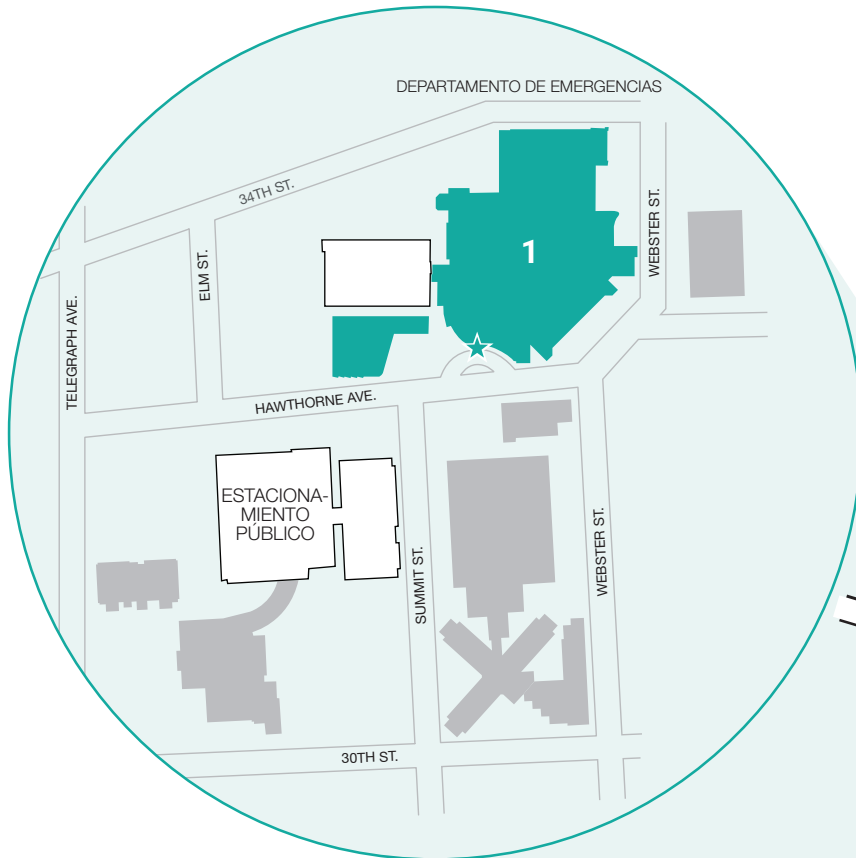 DEPARTAMENTO DE EMERGENCIAS
34TH ST.
WEBSTER ST.
ELM ST.
1
TELEGRAPH AVE.
HAWTHORNE AVE.
ESTACIONA-
MIENTO
PÚBLICO
SUMMIT ST.
WEBSTER ST.
30TH ST.